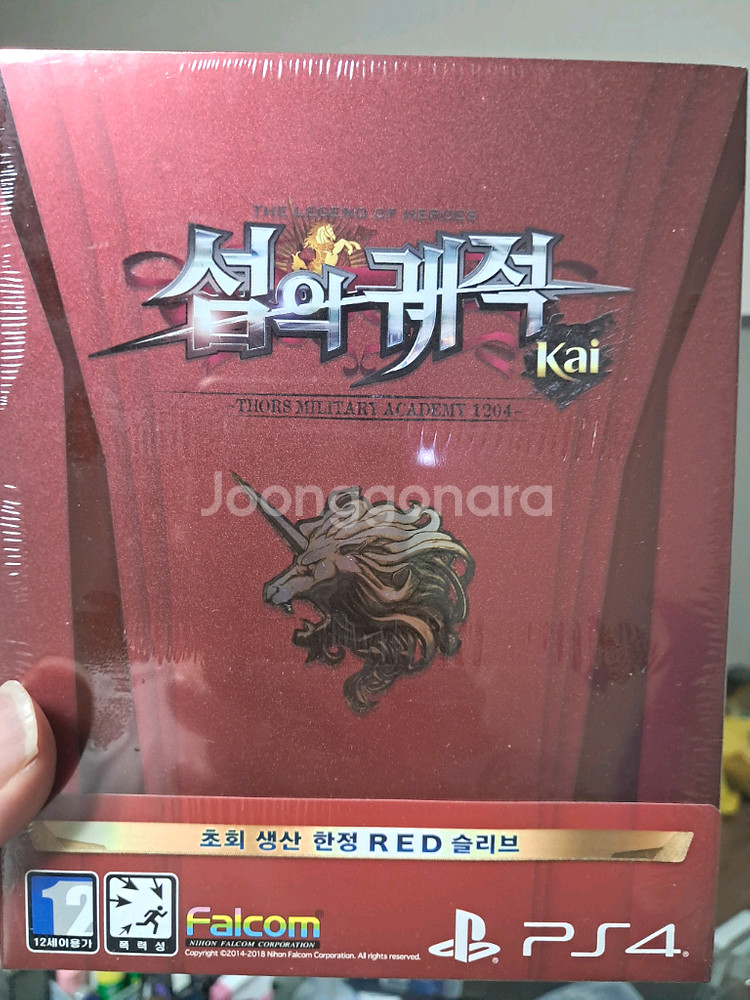 THE LEGEND OF HEROES
섬의 궤적
Kai
-THORS MILITARY ACADEMY 1204-
Joonggonara
초회 생산 한정 RED 슬리브
12
12세이용가
폭력성
Falcom
NIHON FALCOM CORPORATION
Copyright ©2014-2018 Nihon Falcom Corporation. All rights reserved.
PS4